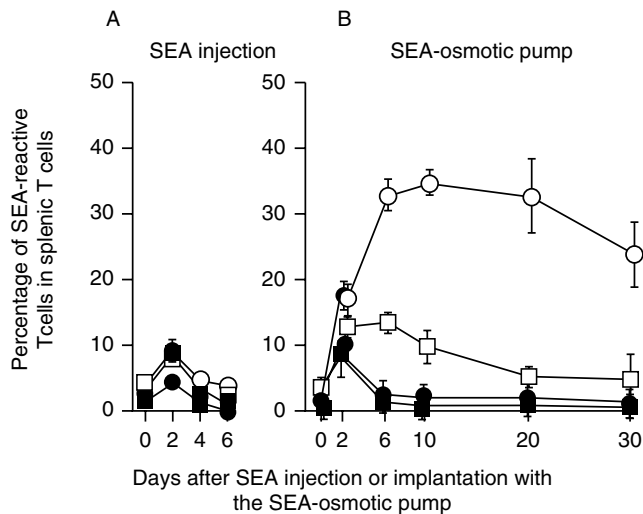 A
B
SEA injection
SEA-osmotic pump
Percentage of SEA-reactive
Tcells in splenic T cells
50
40
30
20
10
0
0 2 4 6
50
40
30
20
10
0
0 2 6 10 20 30
Days after SEA injection or implantation with
the SEA-osmotic pump